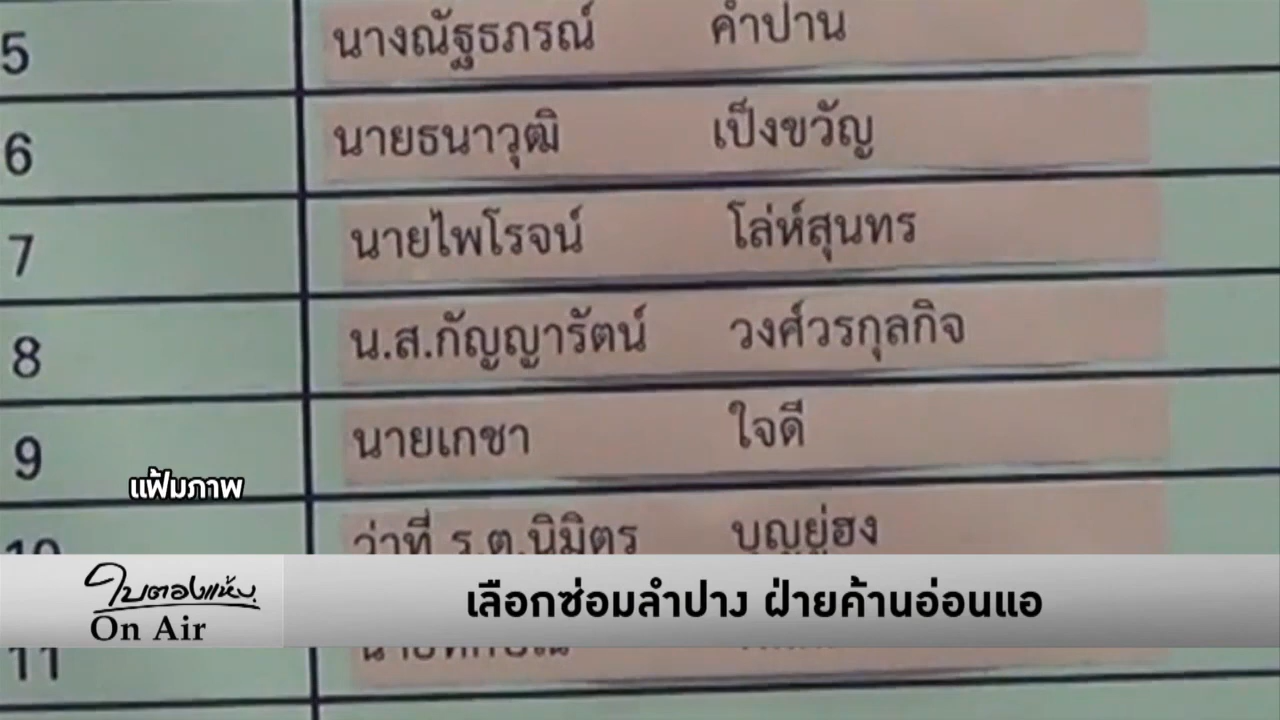 5 นางณัฐธภรณ์ คำปาน
6 นายธนาวุฒิ เป็งขวัญ
7 นายไพโรจน์ โล่ห์สุนทร
8 น.ส.กัญญารัตน์ วงศ์วรกุลกิจ
9 นายเกชา ใจดี
แฟ้มภาพ
10 ว่าที่ ร.ต.นิมิตร บุญยู่ฮง
ใบตองแห้ง
On Air
เลือกซ่อมลำปาง ฝ่ายค้านอ่อนแอ
11